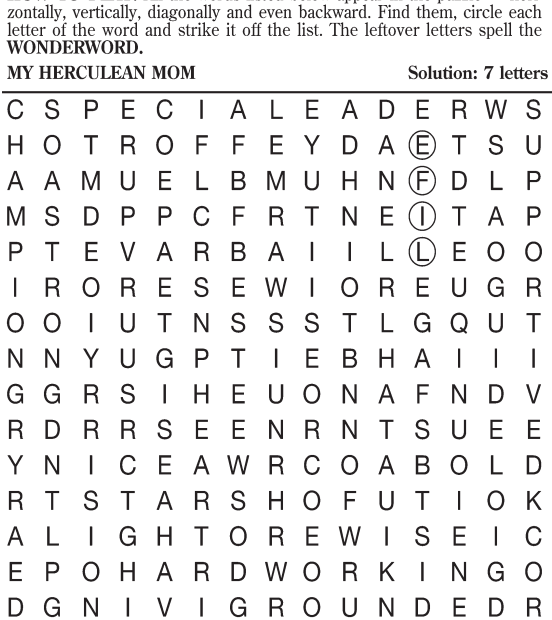 zontally, vertically, diagonally and even backward. Find them, circle each
letter of the word and strike it off the list. The leftover letters spell the
WONDERWORD.
MY HERCULEAN MOM Solution: 7 letters
C S P E C I A L E A D E R W S
H O T R O F F E Y D A E T S U
A A M U E L B M U H N F D L P
M S D P P C F R T N E I T A P
P T E V A R B A I I L L E O O
I R O R E S E W I O R E U G R
O O I U T N S S S T L G Q U T
N N Y U G P T I E B H A I I I
G G R S I H E U O N A F N D V
R D R R S E E N R N T S U E E
Y N I C E A W R C O A B O L D
R T S T A R S H O F U T I O K
A L I G H T O R E W I S E I C
E P O H A R D W O R K I N G O
D G N I V I G R O U N D E D R